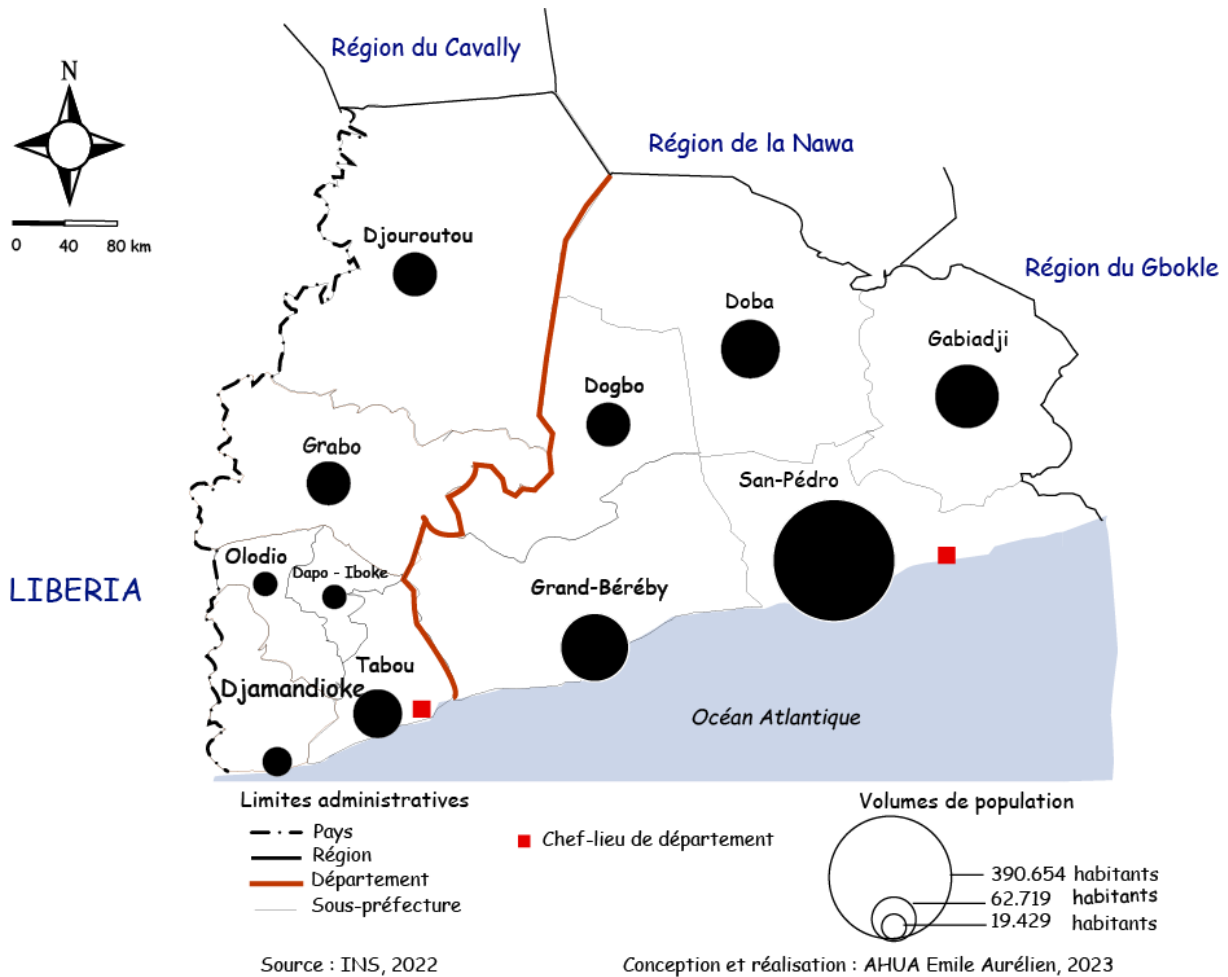 Région du Cavally
N
Région de la Nawa
0 40 80 km
Djouroutou
Région du Gbokle
Doba
Gabiadji
Dogbo
Grabo
San-Pédro
Olodio
Dapo - Iboke
LIBERIA
Grand-Béréby
Tabou
Djamandioke
Océan Atlantique
Limites administratives
Pays
Région
Département
Sous-préfecture
Chef-lieu de département
Volumes de population
390.654 habitants
62.719 habitants
19.429 habitants
Source : INS, 2022
Conception et réalisation : AHUA Emile Aurélien, 2023